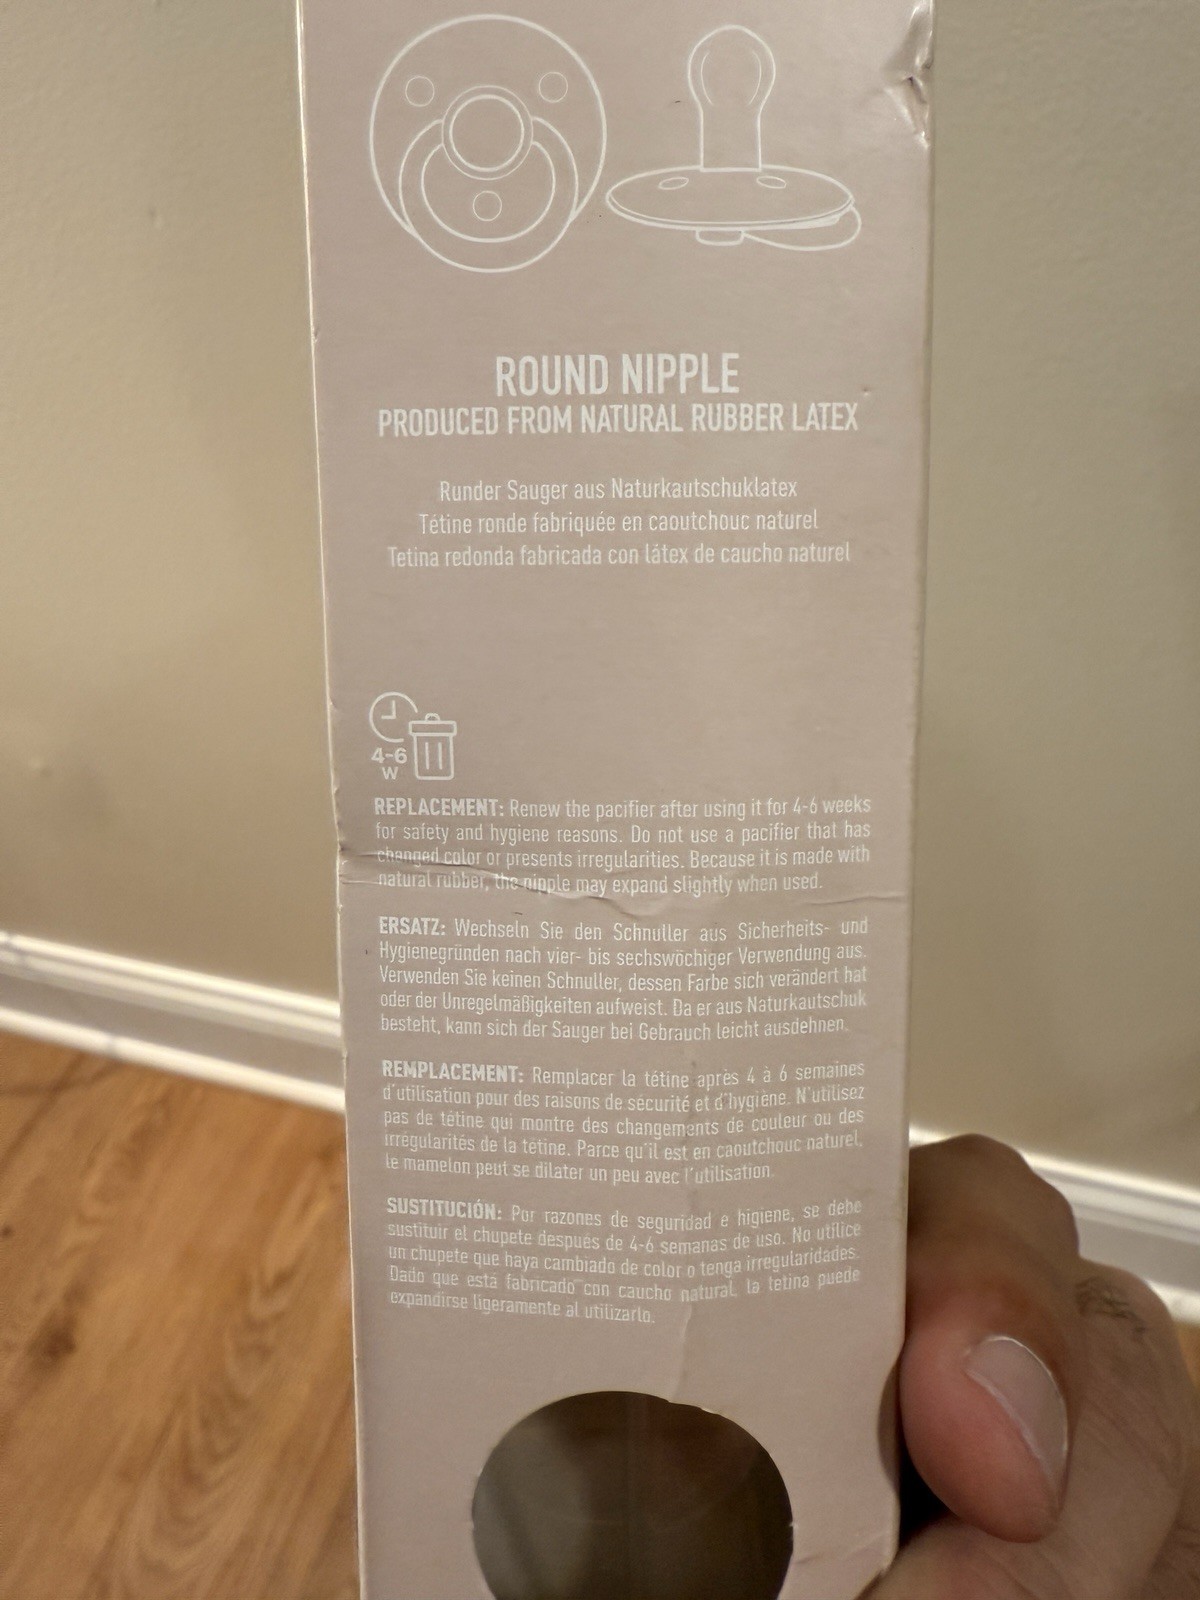 ROUND NIPPLE
PRODUCED FROM NATURAL RUBBER LATEX
Runder Sauger aus Naturkautschuklatex
Tétine ronde fabriquée en caoutchouc naturel
Tetina redonda fabricada con látex de caucho naturel
4-6
W
REPLACEMENT: Renew the pacifier after using it for 4-6 weeks
for safety and hygiene reasons. Do not use a pacifier that has
changed color or presents irregularities. Because it is made with
natural rubber, the nipple may expand slightly when used.
ERSATZ: Wechseln Sie den Schnuller aus Sicherheits- und
Hygienegründen nach vier- bis sechswöchiger Verwendung aus.
Verwenden Sie keinen Schnuller, dessen Farbe sich verändert hat
oder der Unregelmäßigkeiten aufweist. Da er aus Naturkautschuk
besteht, kann sich der Sauger bei Gebrauch leicht ausdehnen.
REMPLACEMENT: Remplacer la tétine après 4 à 6 semaines
d'utilisation pour des raisons de sécurité et d'hygiène. N'utilisez
pas de tétine qui montre des changements de couleur ou des
irrégularités de la tétine. Parce qu'il est en caoutchouc naturel,
le mamelon peut se dilater un peu avec l'utilisation.
SUSTITUCIÓN: Por razones de seguridad e higiene, se debe
sustituir el chupete después de 4-6 semanas de uso. No utilice
un chupete que haya cambiado de color o tenga irregularidades.
Dado que está fabricado con caucho natural, la tetina puede
expandirse ligeramente al utilizarlo.